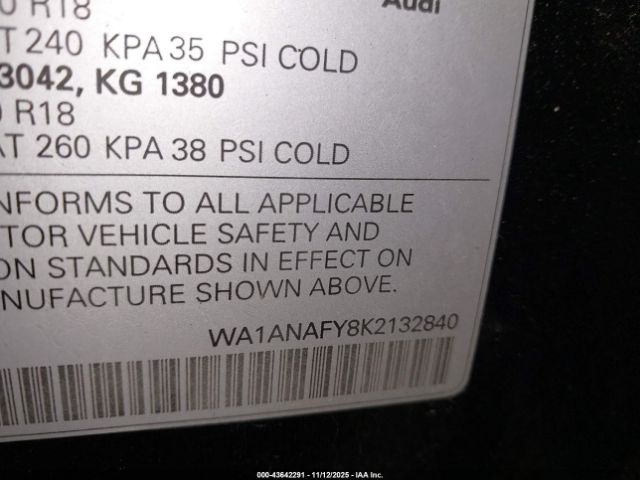 0 R18
Audi
T 240 KPA 35 PSI COLD
3042, KG 1380
R18
AT 260 KPA 38 PSI COLD
NFORMS TO ALL APPLICABLE
TOR VEHICLE SAFETY AND
ON STANDARDS IN EFFECT ON
ANUFACTURE SHOWN ABOVE.
WA1ANAFY8K2132840
000-43642291 - 11/12/2025 - IAA Inc.